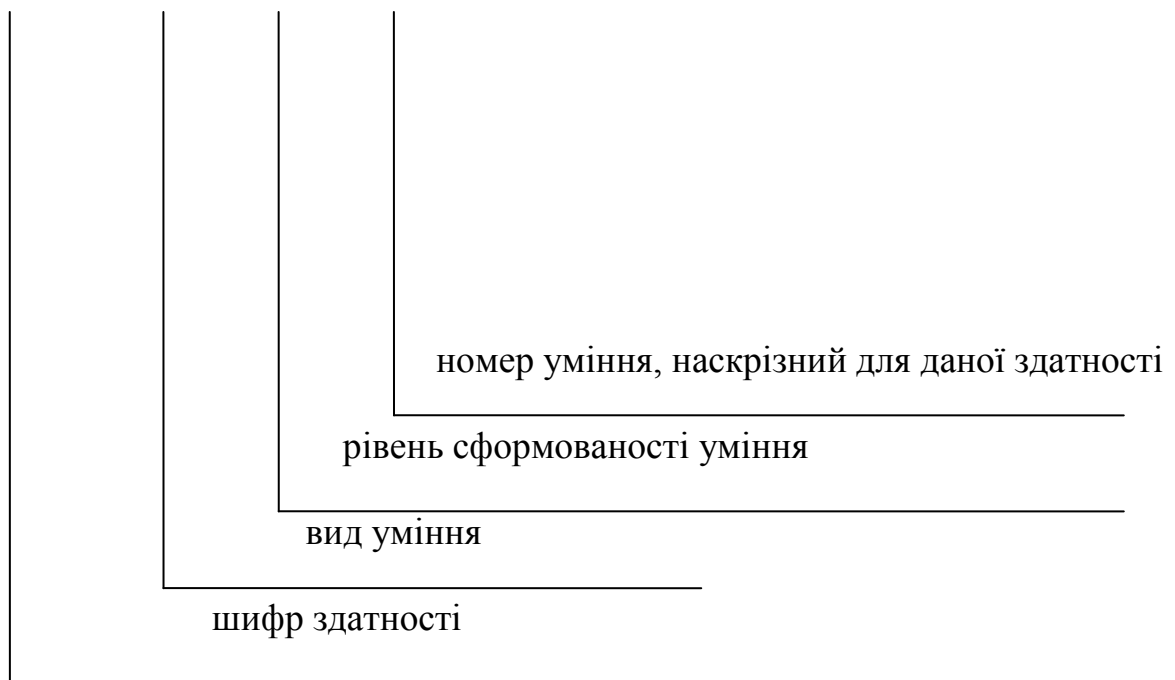 номер уміння, наскрізний для даної здатності
рівень сформованості уміння
вид уміння
шифр здатності